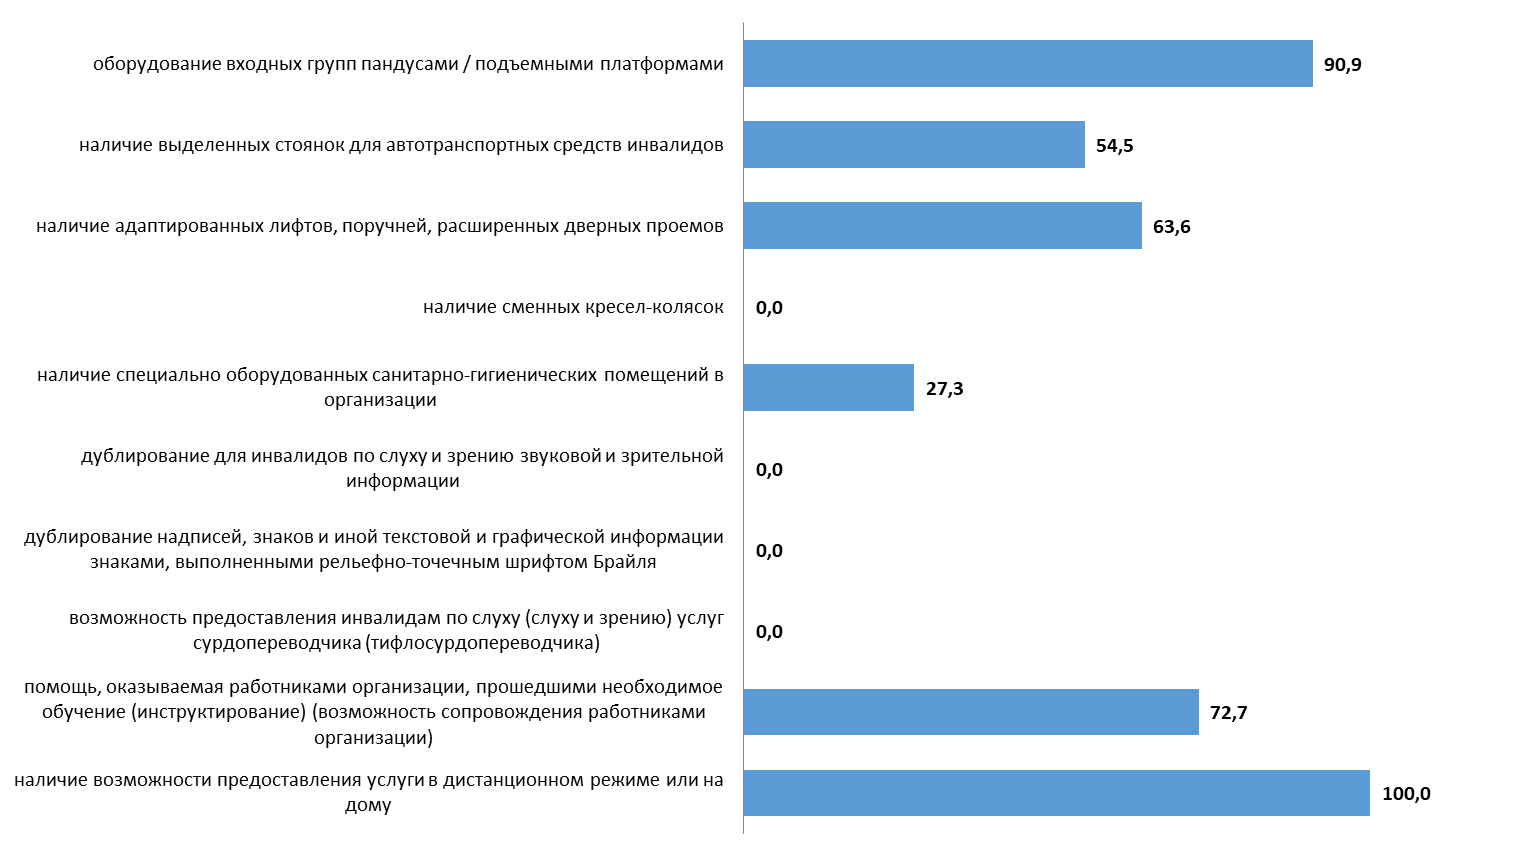 оборудование входных групп пандусами / подъемными платформами
90,9
наличие выделенных стоянок для автотранспортных средств инвалидов
54,5
наличие адаптированных лифтов, поручней, расширенных дверных проемов
63,6
наличие сменных кресел-колясок
0,0
наличие специально оборудованных санитарно-гигиенических помещений в
организации
27,3
дублирование для инвалидов по слуху и зрению звуковой и зрительной
информации
0,0
дублирование надписей, знаков и иной текстовой и графической информации
знаками, выполненными рельефно-точечным шрифтом Брайля
0,0
возможность предоставления инвалидам по слуху (слуху и зрению) услуг
сурдопереводчика (тифлосурдопереводчика)
0,0
помощь, оказываемая работниками организации, прошедшими необходимое
обучение (инструктирование) (возможность сопровождения работниками
организации)
72,7
наличие возможности предоставления услуги в дистанционном режиме или на
дому
100,0